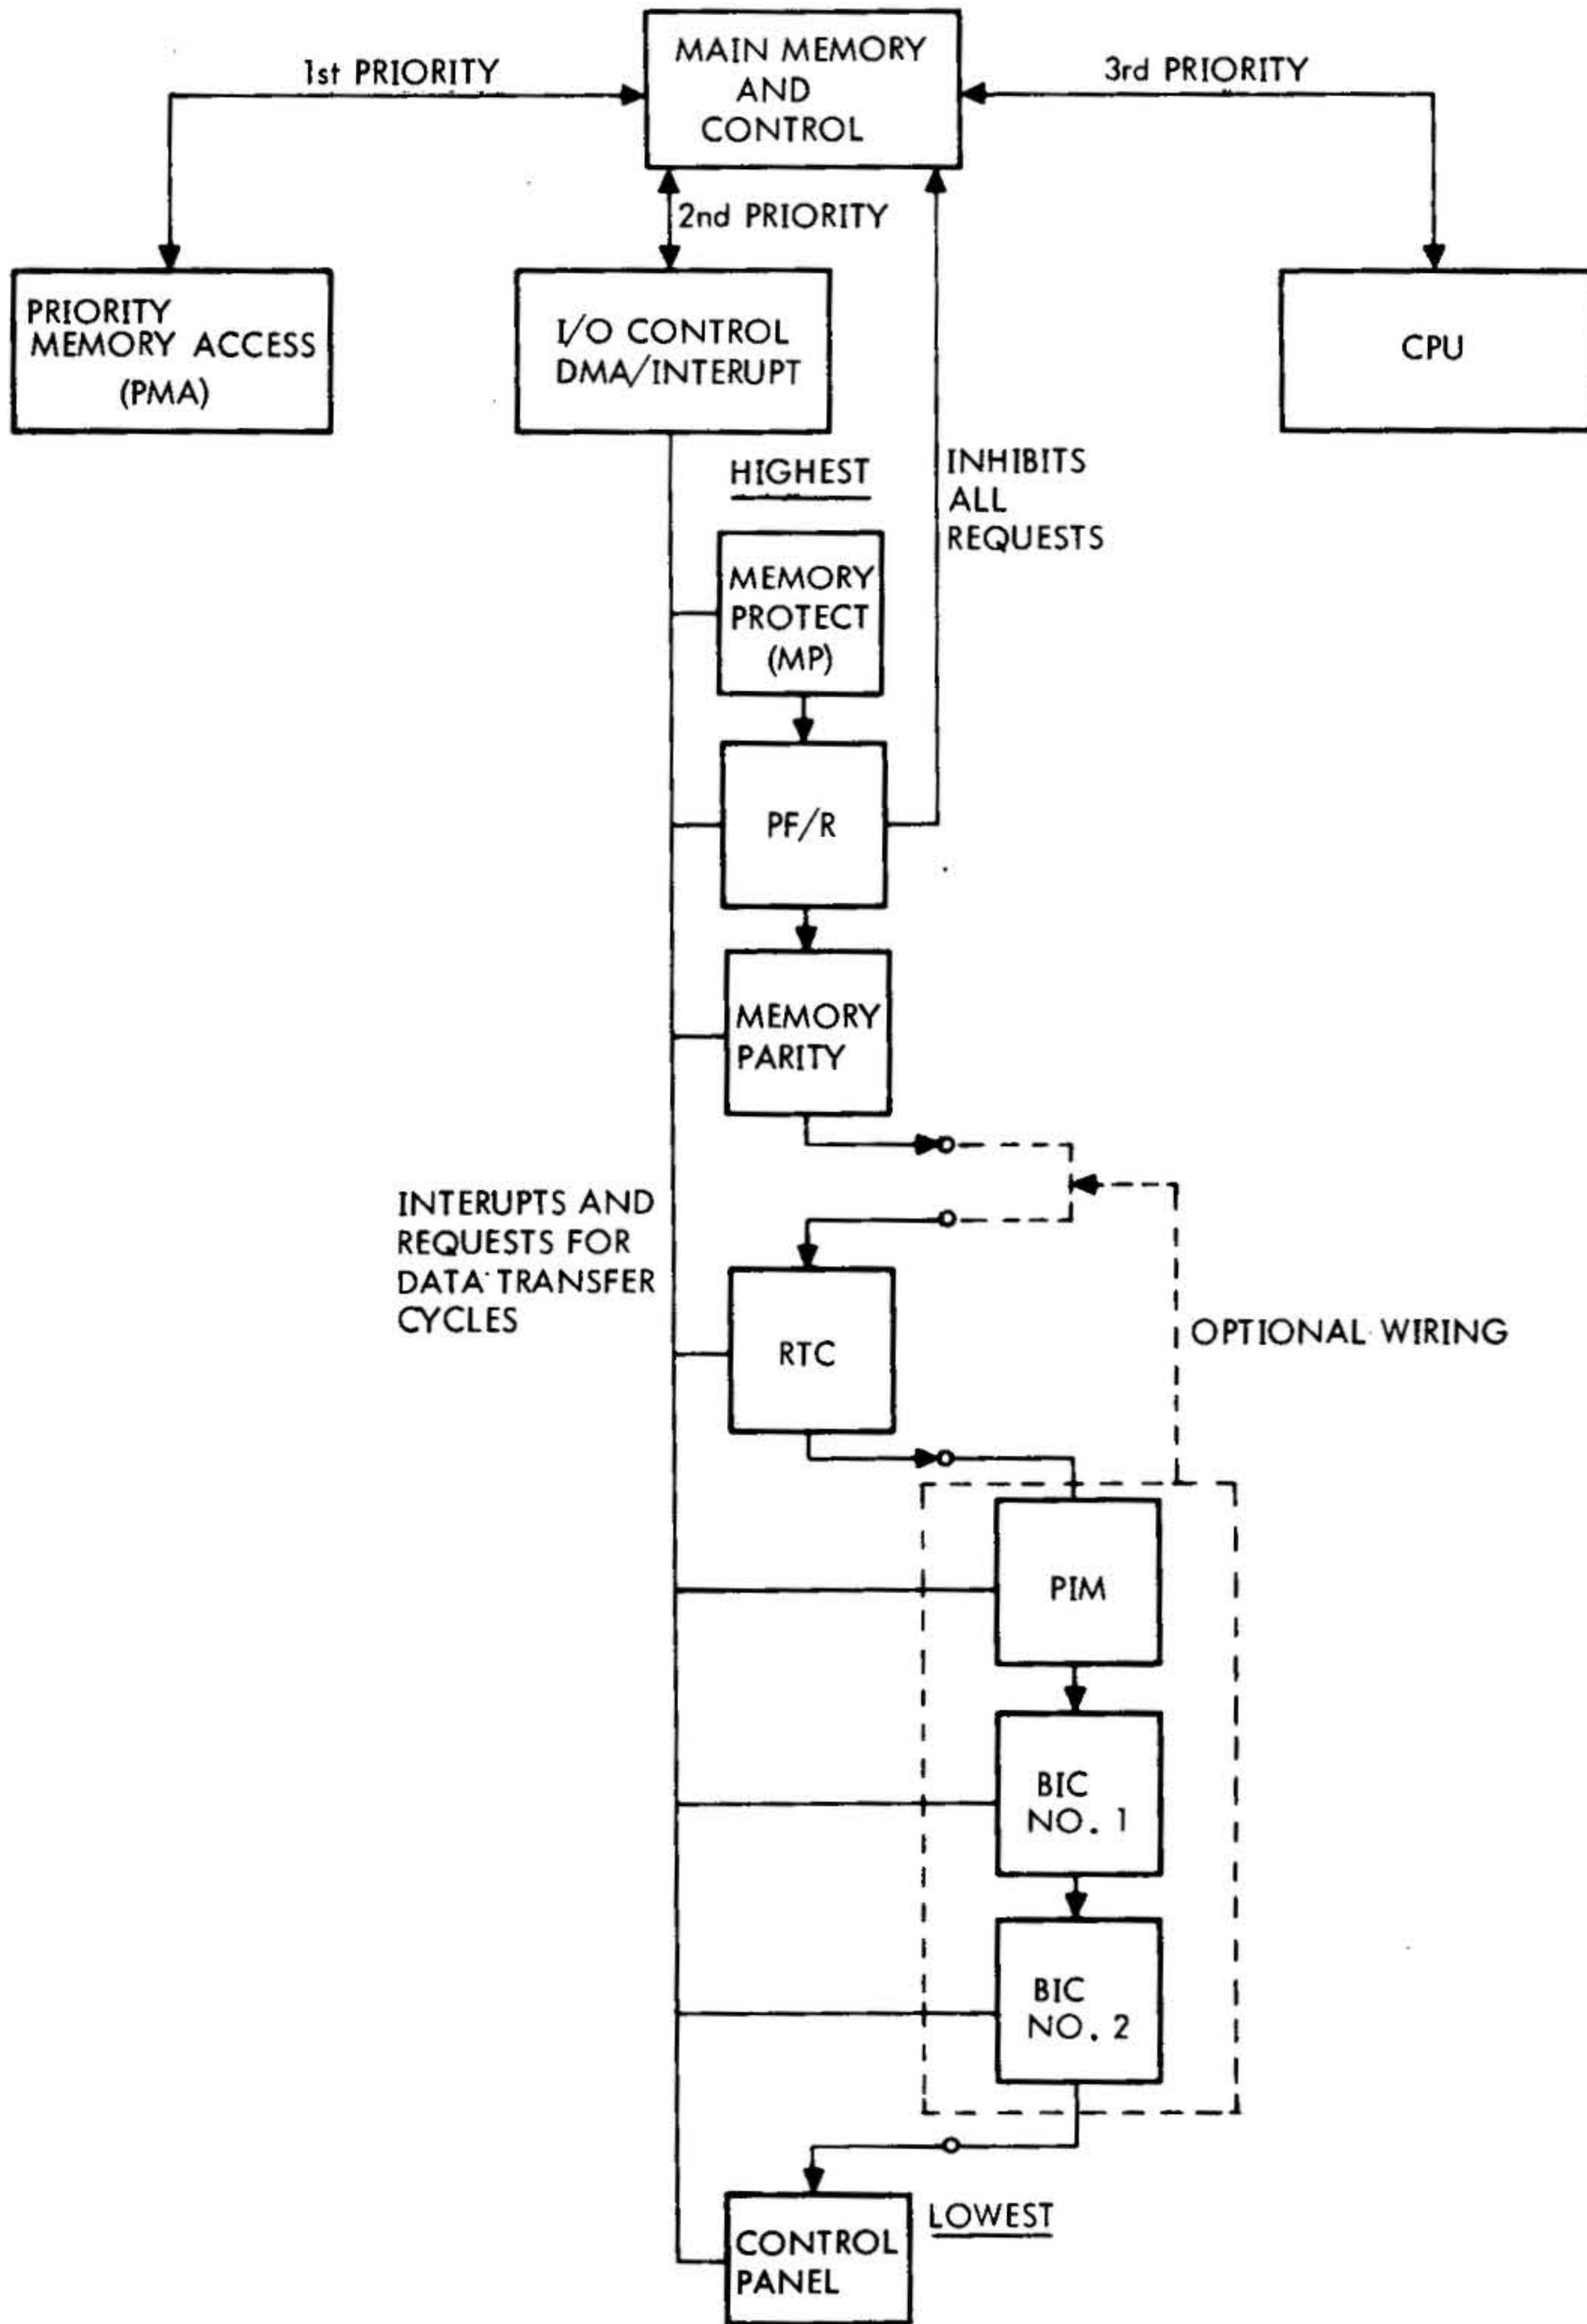 MAIN MEMORY
AND
CONTROL
1st PRIORITY
3rd PRIORITY
2nd PRIORITY
PRIORITY
MEMORY ACCESS
(PMA)
I/O CONTROL
DMA/INTERUPT
CPU
HIGHEST
INHIBITS
ALL
REQUESTS
MEMORY
PROTECT
(MP)
PF/R
MEMORY
PARITY
INTERUPTS AND
REQUESTS FOR
DATA TRANSFER
CYCLES
RTC
OPTIONAL WIRING
PIM
BIC
NO. 1
BIC
NO. 2
LOWEST
CONTROL
PANEL